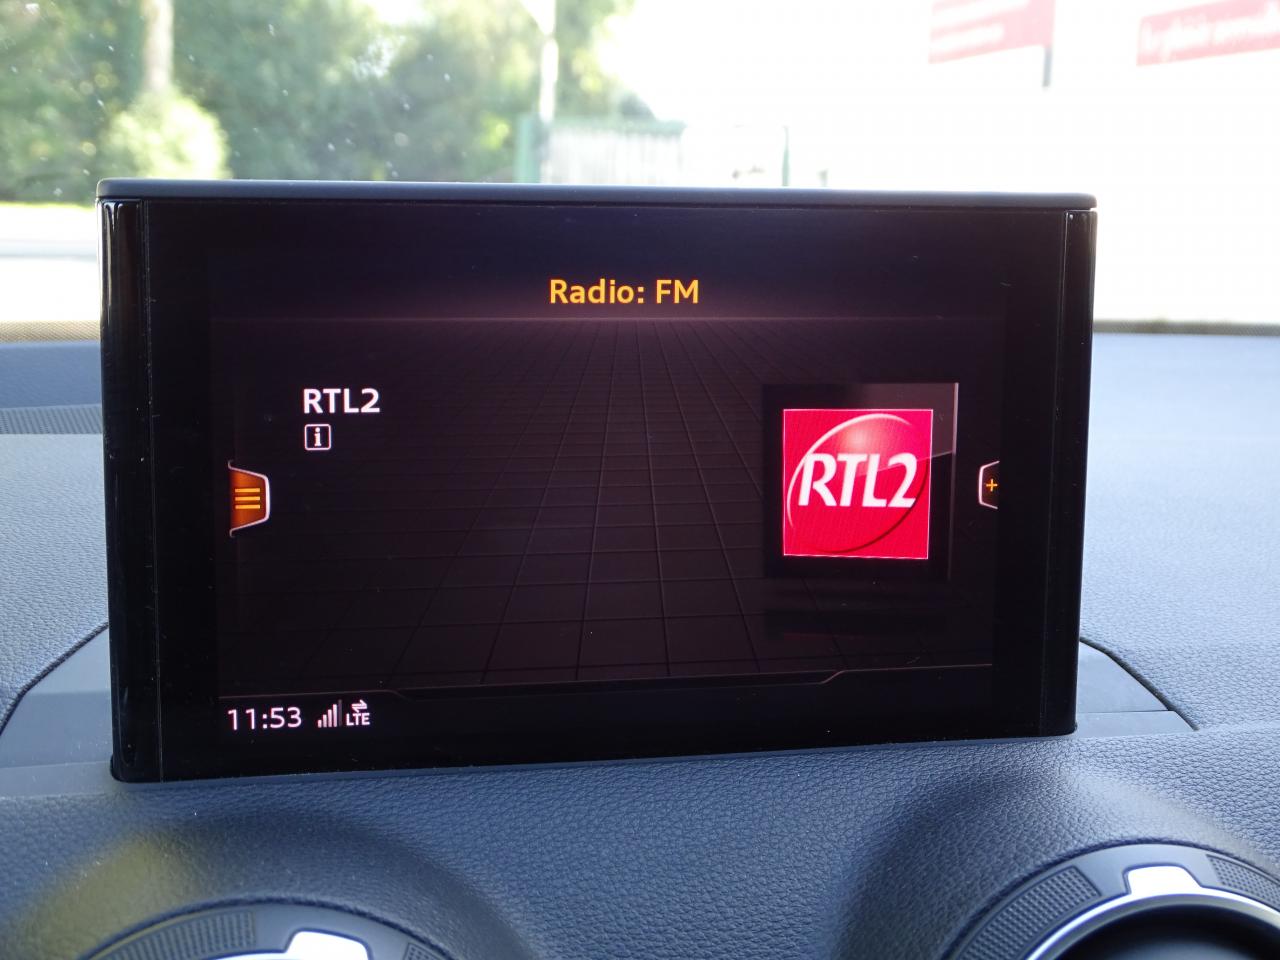 Radio: FM
RTL2
i
RTL2
+
11:53 LTE